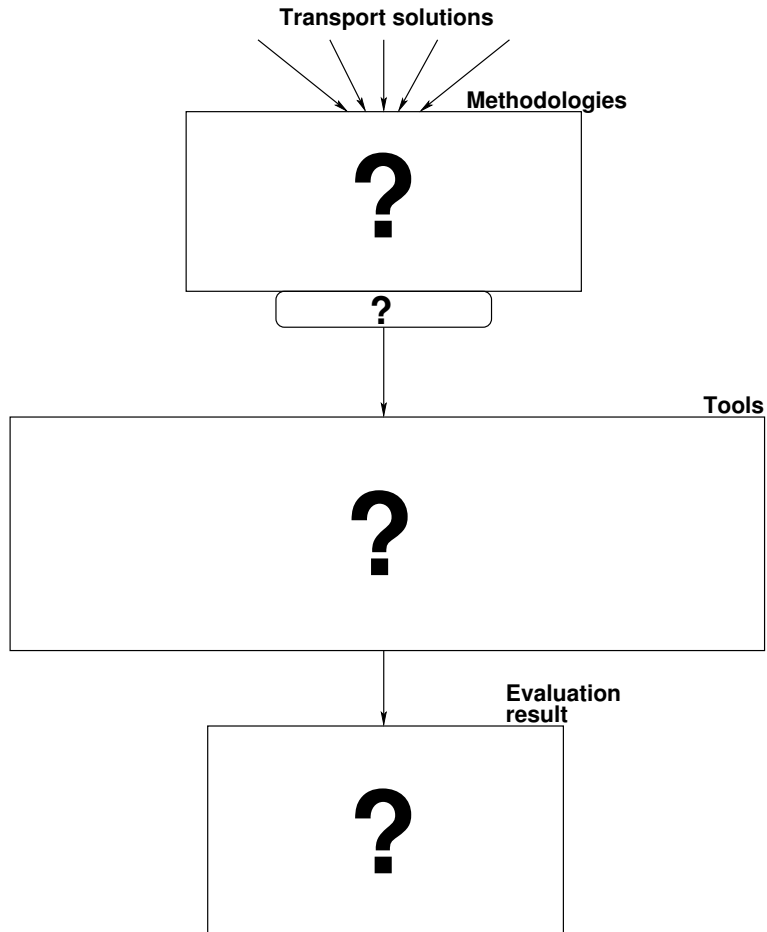 Transport solutions
Methodologies
?
?
Tools
?
Evaluation
result
?